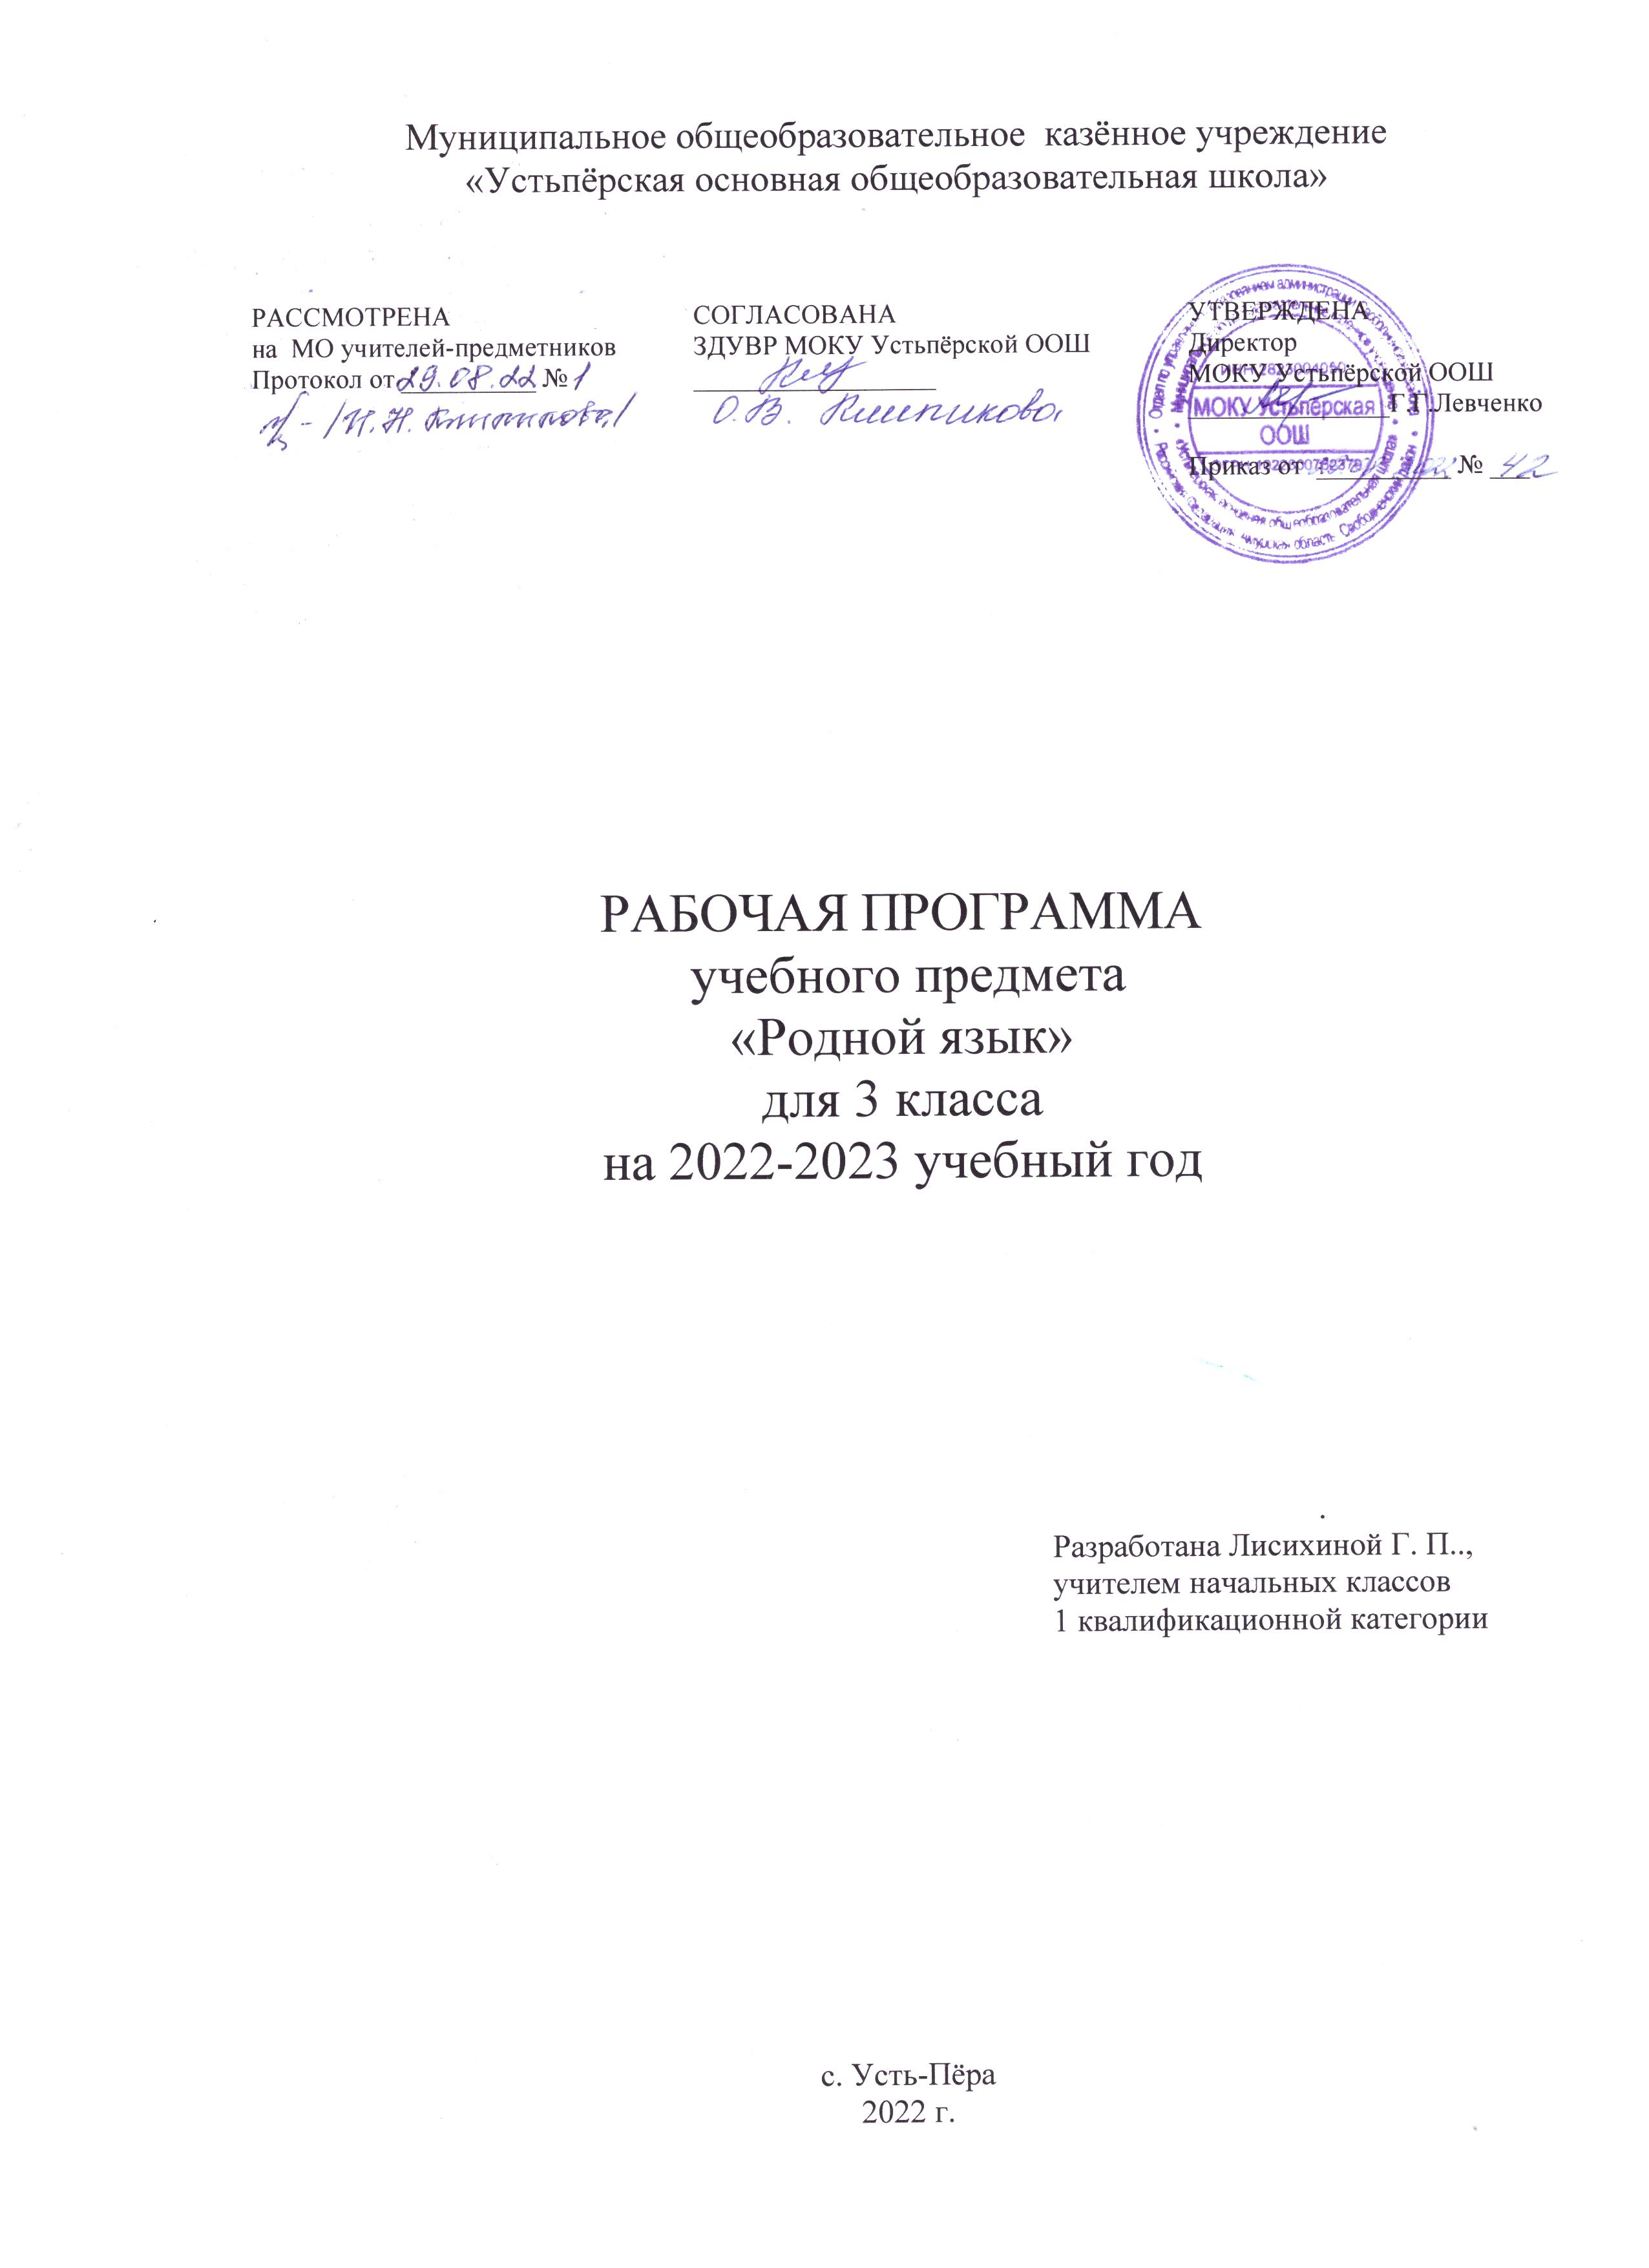 Муниципальное общеобразовательное казённое учреждение
«Устьпёрская основная общеобразовательная школа»
РАССМОТРЕНА
на МО учителей-предметников
Протокол от 29.08.22 № 1
И.Н.
СОГЛАСОВАНА
ЗДУВР МОКУ Устьпёрской ООШ
О.В. Клипикова
УТВЕРЖДЕНА
Директор
МОКУ Устьпёрской ООШ
Г.Г.Левченко
Приказ от № 42
МОКУ Устьпёрская
ООШ
РАБОЧАЯ ПРОГРАММА
учебного предмета
«Родной язык»
для 3 класса
на 2022-2023 учебный год
Разработана Лисихиной Г. П..,
учителем начальных классов
1 квалификационной категории
с. Усть-Пёра
2022 г.